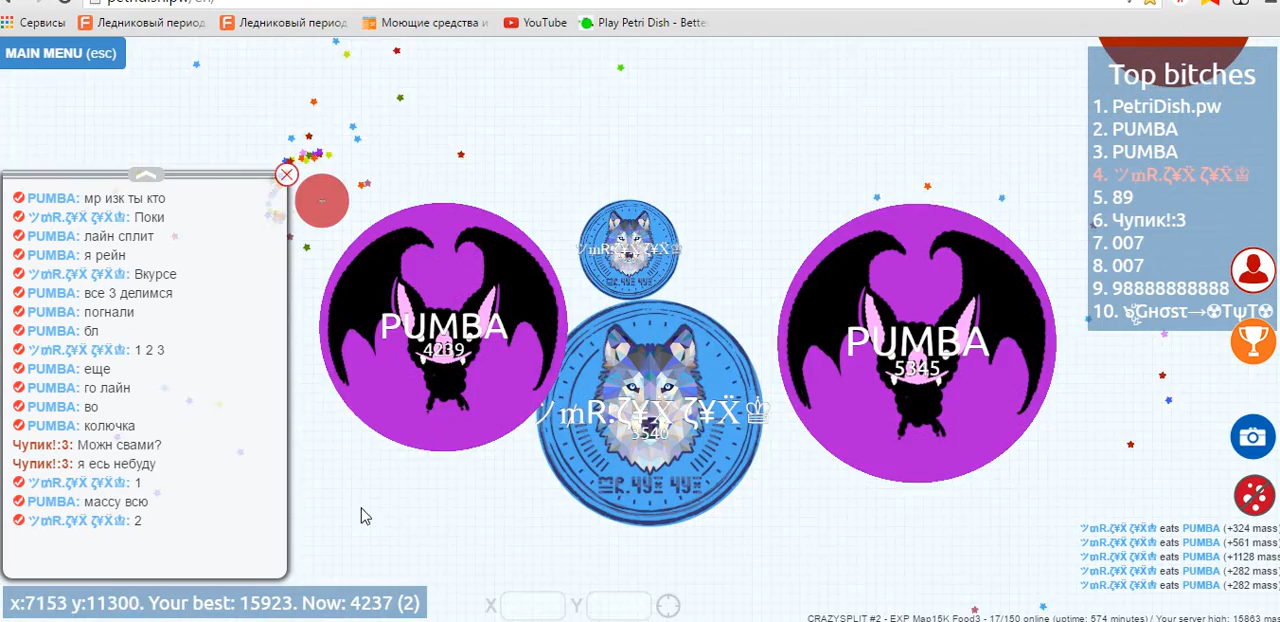 Сервисы Ледниковый период Ледниковый период Моющие средства и YouTube Play Petri Dish - Bette
MAIN MENU (esc)
Top bitches
1. PetriDish.pw
2. PUMBA
3. PUMBA
4. ツmR.ζ¥Ẍ ζ¥Ẍ♔
5. 89
6. Чупик!:3
7. 007
8. 007
9. 98888888888
PUMBA: мр изк ты кто
ツmR.ζ¥Ẍ ζ¥Ẍ♔: Поки
PUMBA: лайн сплит
PUMBA: я рейн
ツmR.ζ¥Ẍ ζ¥Ẍ♔: Вкурсе
PUMBA: все 3 делимся
PUMBA: погнали
PUMBA: бл
ツmR.ζ¥Ẍ ζ¥Ẍ♔: 1 2 3
PUMBA: еще
PUMBA: го лайн
PUMBA: во
PUMBA: колючка
Чупик!:3: Можн свами?
Чупик!:3: я есь небуду
ツmR.ζ¥Ẍ ζ¥Ẍ♔: 1
PUMBA: массу всю
ツmR.ζ¥Ẍ ζ¥Ẍ♔: 2
ツmR.ζ¥Ẍ ζ¥Ẍ♔
PUMBA
4239
ツmR.ζ¥Ẍ ζ¥Ẍ♔
3540
PUMBA
5345
ツmR.ζ¥Ẍ ζ¥Ẍ♔ eats PUMBA (+324 mass)
ツmR.ζ¥Ẍ ζ¥Ẍ♔ eats PUMBA (+561 mass)
ツmR.ζ¥Ẍ ζ¥Ẍ♔ eats PUMBA (+1128 mass
ツmR.ζ¥Ẍ ζ¥Ẍ♔ eats PUMBA (+282 mass)
ツmR.ζ¥Ẍ ζ¥Ẍ♔ eats PUMBA (+282 mass)
x:7153 y:11300. Your best: 15923. Now: 4237 (2)
X Y
CRAZYSPLIT #2 - EXP Map15K Food3 - 17/150 online (uptime: 574 minutes) / Your server high: 15863 mas